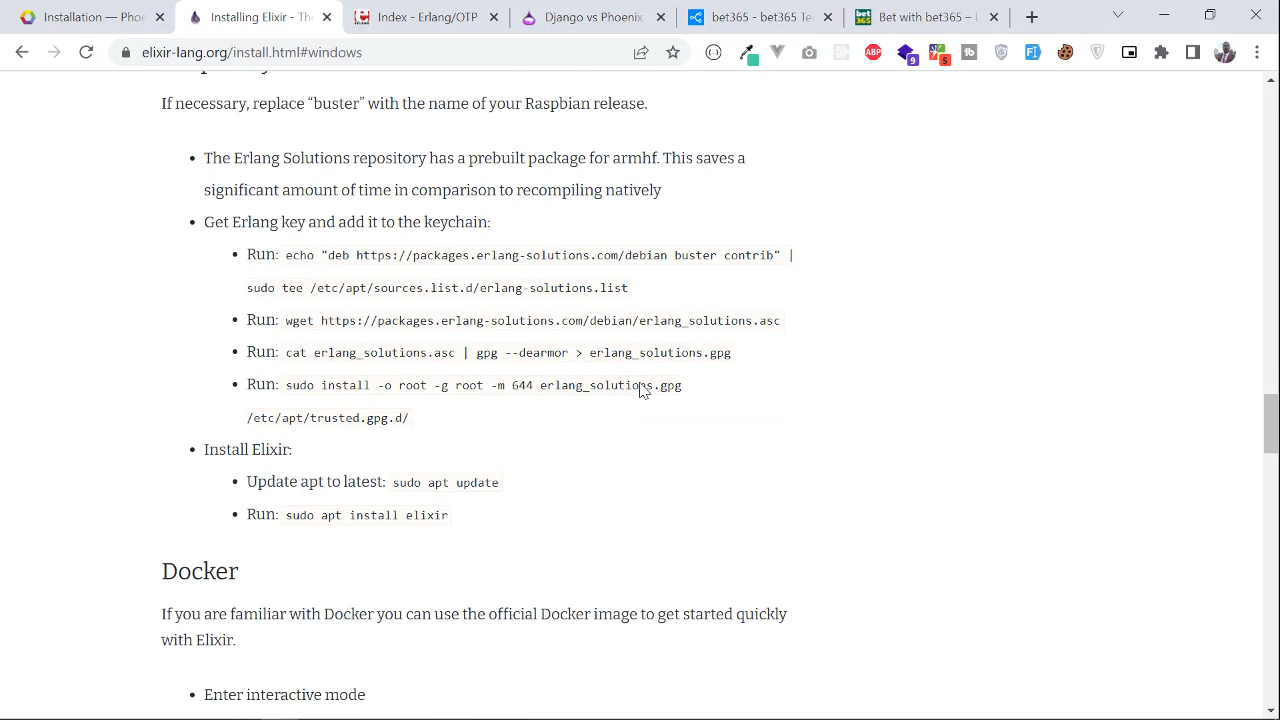 Installation — Phoe
Installing Elixir - The
Index - Erlang/OTP
Django Vs Phoenix
bet365 - bet365 Te
Bet with bet365 –
elixir-lang.org/install.html#windows
ABP
9
5
tb
If necessary, replace “buster” with the name of your Raspbian release.
• The Erlang Solutions repository has a prebuilt package for armhf. This saves a
significant amount of time in comparison to recompiling natively
• Get Erlang key and add it to the keychain:
• Run: echo "deb https://packages.erlang-solutions.com/debian buster contrib" |
sudo tee /etc/apt/sources.list.d/erlang-solutions.list
• Run: wget https://packages.erlang-solutions.com/debian/erlang_solutions.asc
• Run: cat erlang_solutions.asc | gpg --dearmor > erlang_solutions.gpg
• Run: sudo install -o root -g root -m 644 erlang_solutions.gpg
/etc/apt/trusted.gpg.d/
• Install Elixir:
• Update apt to latest: sudo apt update
• Run: sudo apt install elixir
Docker
If you are familiar with Docker you can use the official Docker image to get started quickly
with Elixir.
• Enter interactive mode